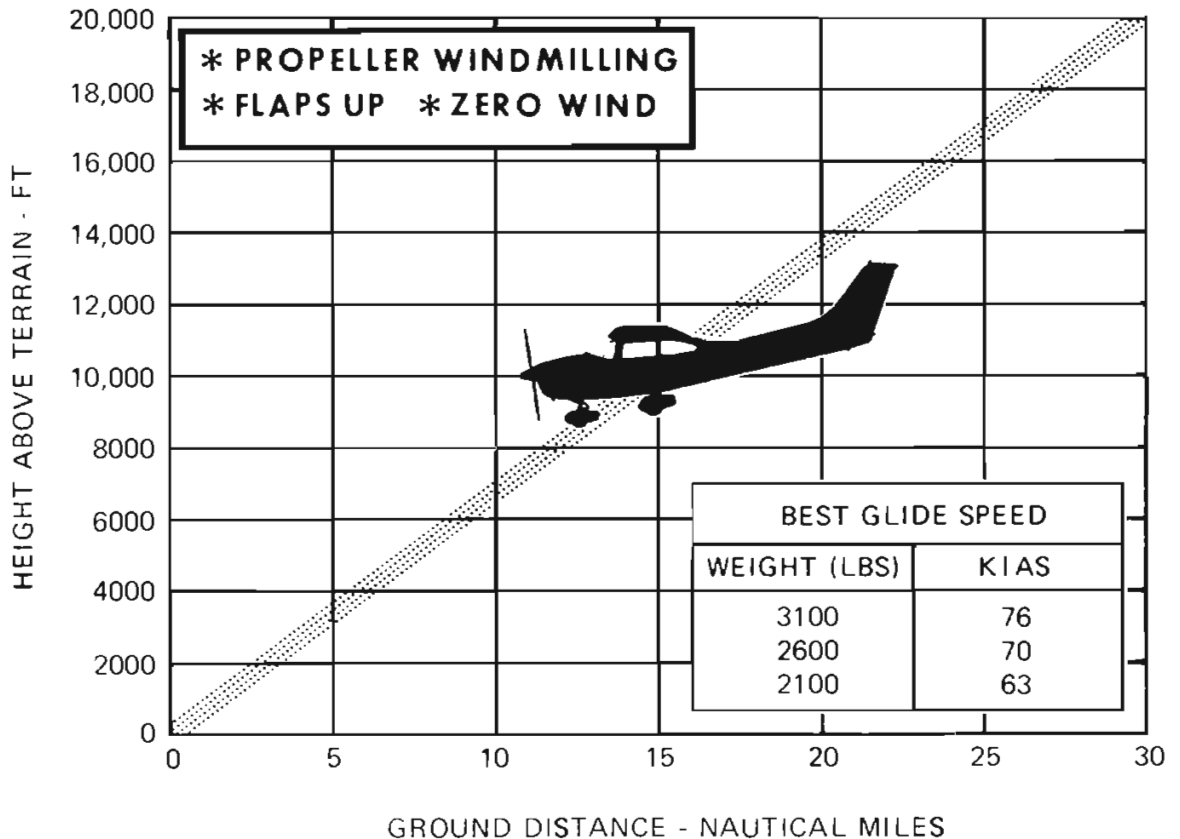 20,000
18,000
16,000
14,000
12,000
10,000
8000
6000
4000
2000
0
HEIGHT ABOVE TERRAIN - FT
* PROPELLER WINDMILLING
* FLAPS UP * ZERO WIND
BEST GLIDE SPEED
WEIGHT (LBS) KIAS
3100 76
2600 70
2100 63
0 5 10 15 20 25 30
GROUND DISTANCE - NAUTICAL MILES